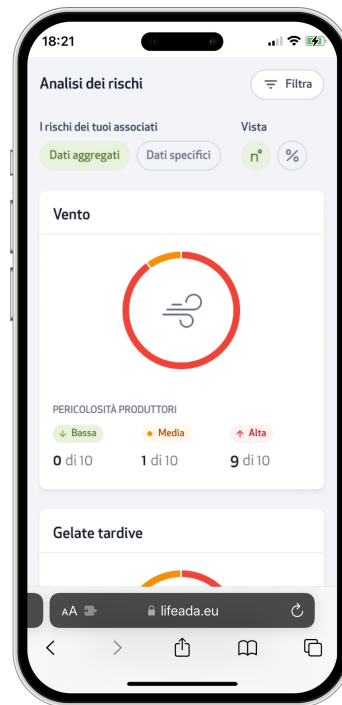 18:21
Analisi dei rischi
Filtra
I rischi dei tuoi associati
Vista
Dati aggregati
Dati specifici
n°
%
Vento
PERICOLOSITÀ PRODUTTORI
Bassa
Media
Alta
0 di 10
1 di 10
9 di 10
Gelate tardive
AA
lifeada.eu